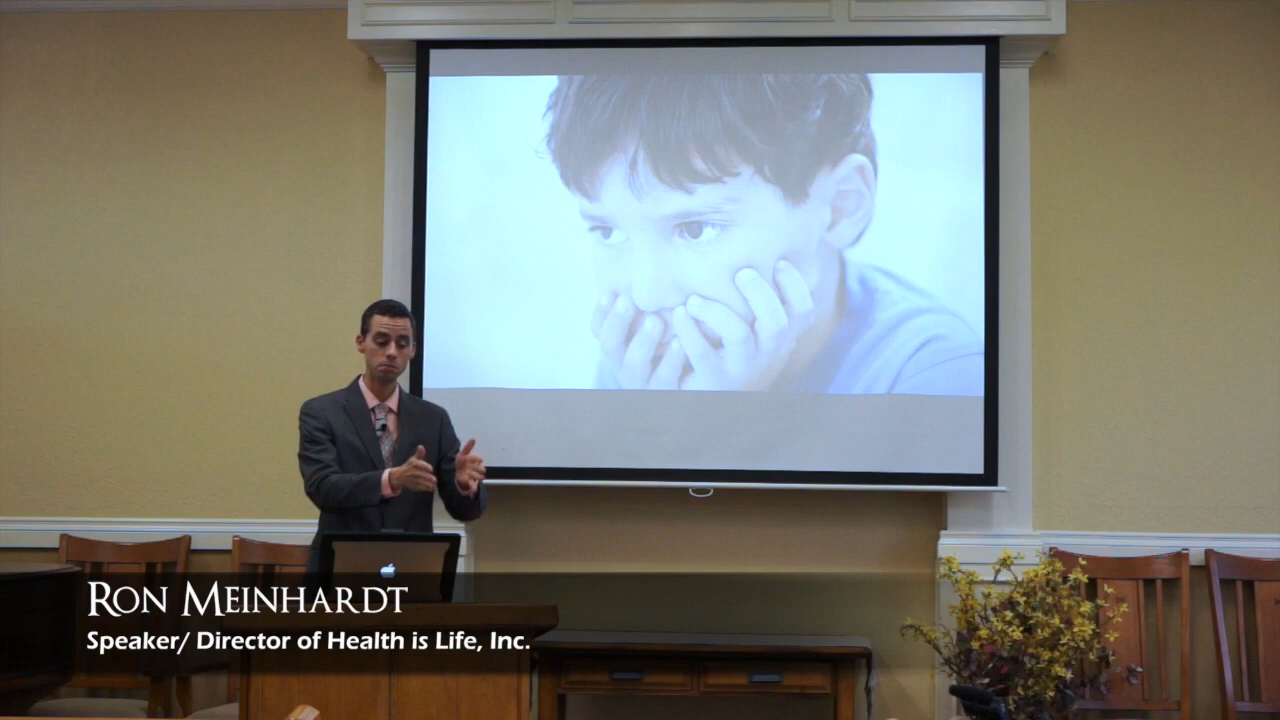 Ron Meinhardt
Speaker/ Director of Health is Life, Inc.